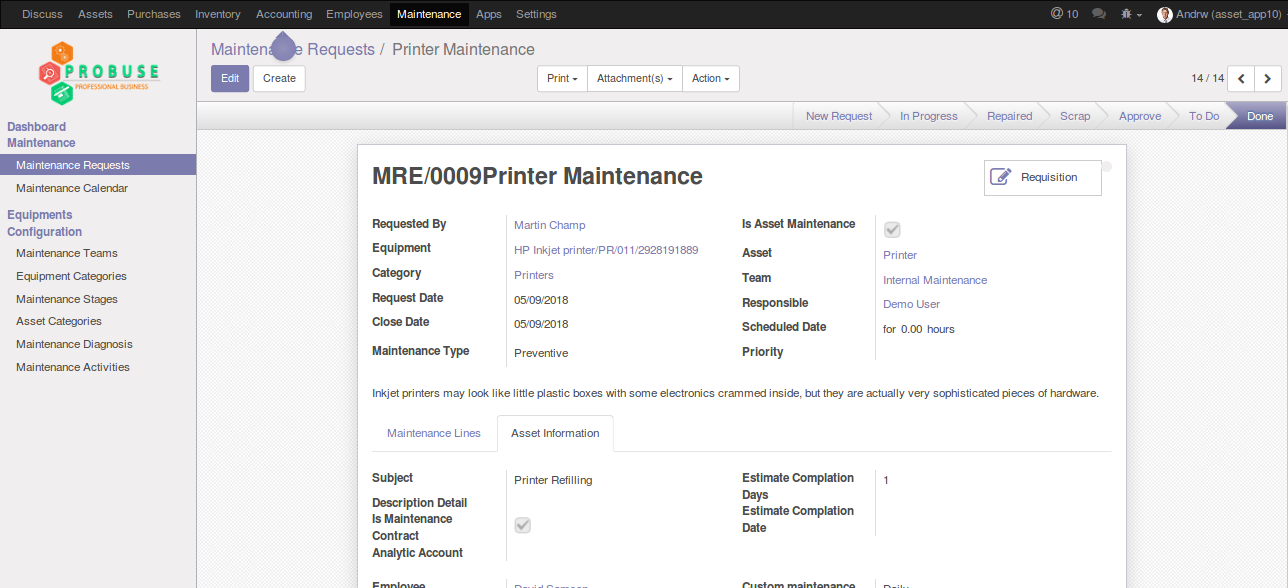 Discuss Assets Purchases Inventory Accounting Employees Maintenance Apps Settings @ 10 Andrw (asset_app10)
PROBUSE
PROFESSIONAL BUSINESS
Dashboard
Maintenance
Maintenance Requests
Maintenance Calendar
Equipments
Configuration
Maintenance Teams
Equipment Categories
Maintenance Stages
Asset Categories
Maintenance Diagnosis
Maintenance Activities
Requests / Printer Maintenance
Edit Create Print Attachment(s) Action 14 / 14
New Request In Progress Repaired Scrap Approve To Do Done
MRE/0009Printer Maintenance
Requisition
Requested By Martin Champ
Equipment HP Inkjet printer/PR/011/2928191889
Category Printers
Request Date 05/09/2018
Close Date 05/09/2018
Maintenance Type Preventive
Is Asset Maintenance
Asset Printer
Team Internal Maintenance
Responsible Demo User
Scheduled Date for 0.00 hours
Priority
Inkjet printers may look like little plastic boxes with some electronics crammed inside, but they are actually very sophisticated pieces of hardware.
Maintenance Lines Asset Information
Subject Printer Refilling
Description Detail
Is Maintenance
Contract
Analytic Account
Estimate Complation
Days 1
Estimate Complation
Date
Employee
Custom maintenance Daily